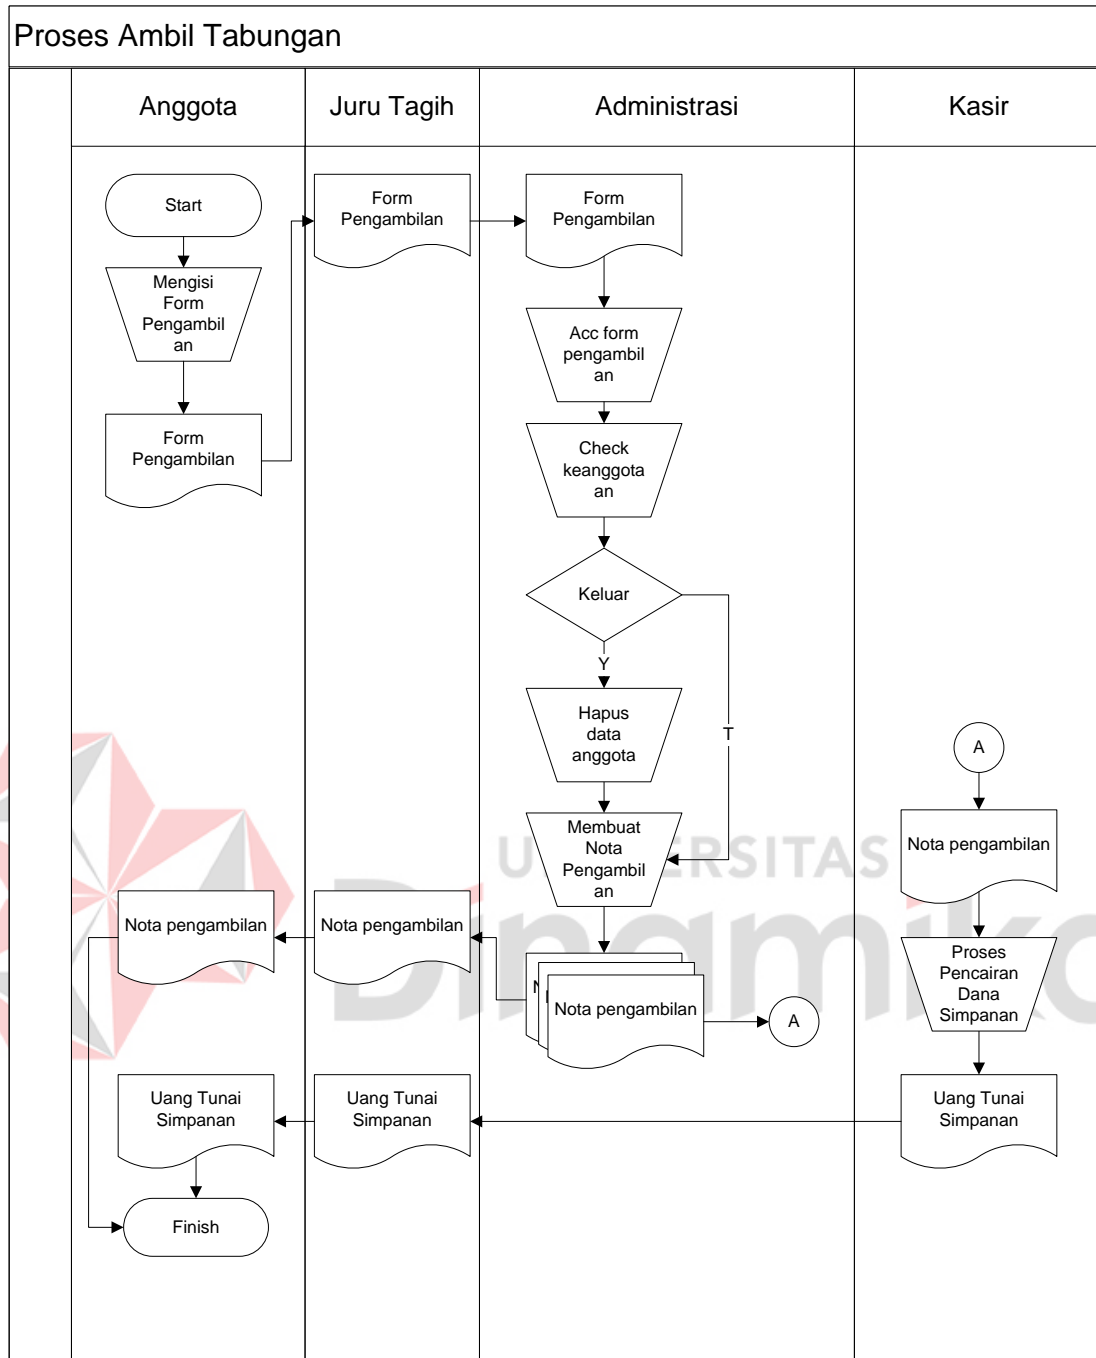 Proses Ambil Tabungan
Anggota
Juru Tagih
Administrasi
Kasir
Start
Mengisi
Form
Pengambil
an
Form
Pengambilan
Form
Pengambilan
Form
Pengambilan
Acc form
pengambil
an
Check
keanggota
an
Keluar
Y
T
Hapus
data
anggota
Membuat
Nota
Pengambil
an
A
Nota pengambilan
Nota pengambilan
Nota pengambilan
Nota pengambilan
A
Proses
Pencairan
Dana
Simpanan
Uang Tunai
Simpanan
Uang Tunai
Simpanan
Uang Tunai
Simpanan
Finish